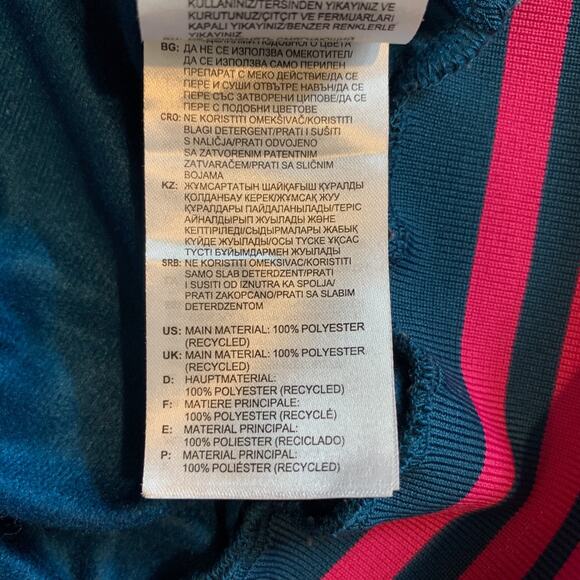 KULLANINIZ/TERSİNDEN YIKAYINIZ VE
KURUTUNUZ/ÇITÇIT VE FERMUARLARI
KAPALI YIKAYINIZ/BENZER RENKLERLE
YIKAYINIZ
BG: ДА НЕ СЕ ИЗПОЛЗВА ОМЕКОТИТЕЛ/
ДА СЕ ИЗПОЛЗВА САМО ПЕРИЛЕН
ПРЕПАРАТ С МЕКО ДЕЙСТВИЕ/ДА СЕ
ПЕРЕ И СУШИ ОТВЪТРЕ НАВЪН/ДА СЕ
ПЕРЕ СЪС ЗАТВОРЕНИ ЦИПОВЕ/ДА СЕ
ПЕРЕ С ПОДОБНИ ЦВЕТОВЕ
CRO: NE KORISTITI OMEKŠIVAČ/KORISTITI
BLAGI DETERGENT/PRATI I SUŠITI
S NALIČJA/PRATI ODVOJENO
SA ZATVORENIM PATENTNIM
ZATVARAČEM/PRATI SA SLIČNIM
BOJAMA
KZ: ЖҰМСАРТАТЫН ШАЙҚАҒЫШ ҚҰРАЛДЫ
ҚОЛДАНБАУ КЕРЕК/ЖҰМСАҚ ЖУУ
ҚҰРАЛДАРЫ ПАЙДАЛАНЫЛАДЫ/ТЕРІС
АЙНАЛДЫРЫП ЖУЫЛАДЫ ЖӘНЕ
КЕПТІРІЛЕДІ/СЫДЫРМАЛАРЫ ЖАБЫҚ
КҮЙДЕ ЖУЫЛАДЫ/ОСЫ ТҮСКЕ ҰҚСАС
ТҮСТІ БҰЙЫМДАРМЕН ЖУЫЛАДЫ
SRB: NE KORISTITI OMEKSIVAC/KORISTITI
SAMO SLAB DETERDZENT/PRATI
I SUSITI OD IZNUTRA KA SPOLJA/
PRATI ZAKOPCANO/PRATI SA SLABIM
DETERDZENTOM
US: MAIN MATERIAL: 100% POLYESTER
(RECYCLED)
UK: MAIN MATERIAL: 100% POLYESTER
(RECYCLED)
D: HAUPTMATERIAL:
100% POLYESTER (RECYCLED)
F: MATIERE PRINCIPALE:
100% POLYESTER (RECYCLÉ)
E: MATERIAL PRINCIPAL:
100% POLIESTER (RECICLADO)
P: MATERIAL PRINCIPAL:
100% POLIÉSTER (RECYCLED)